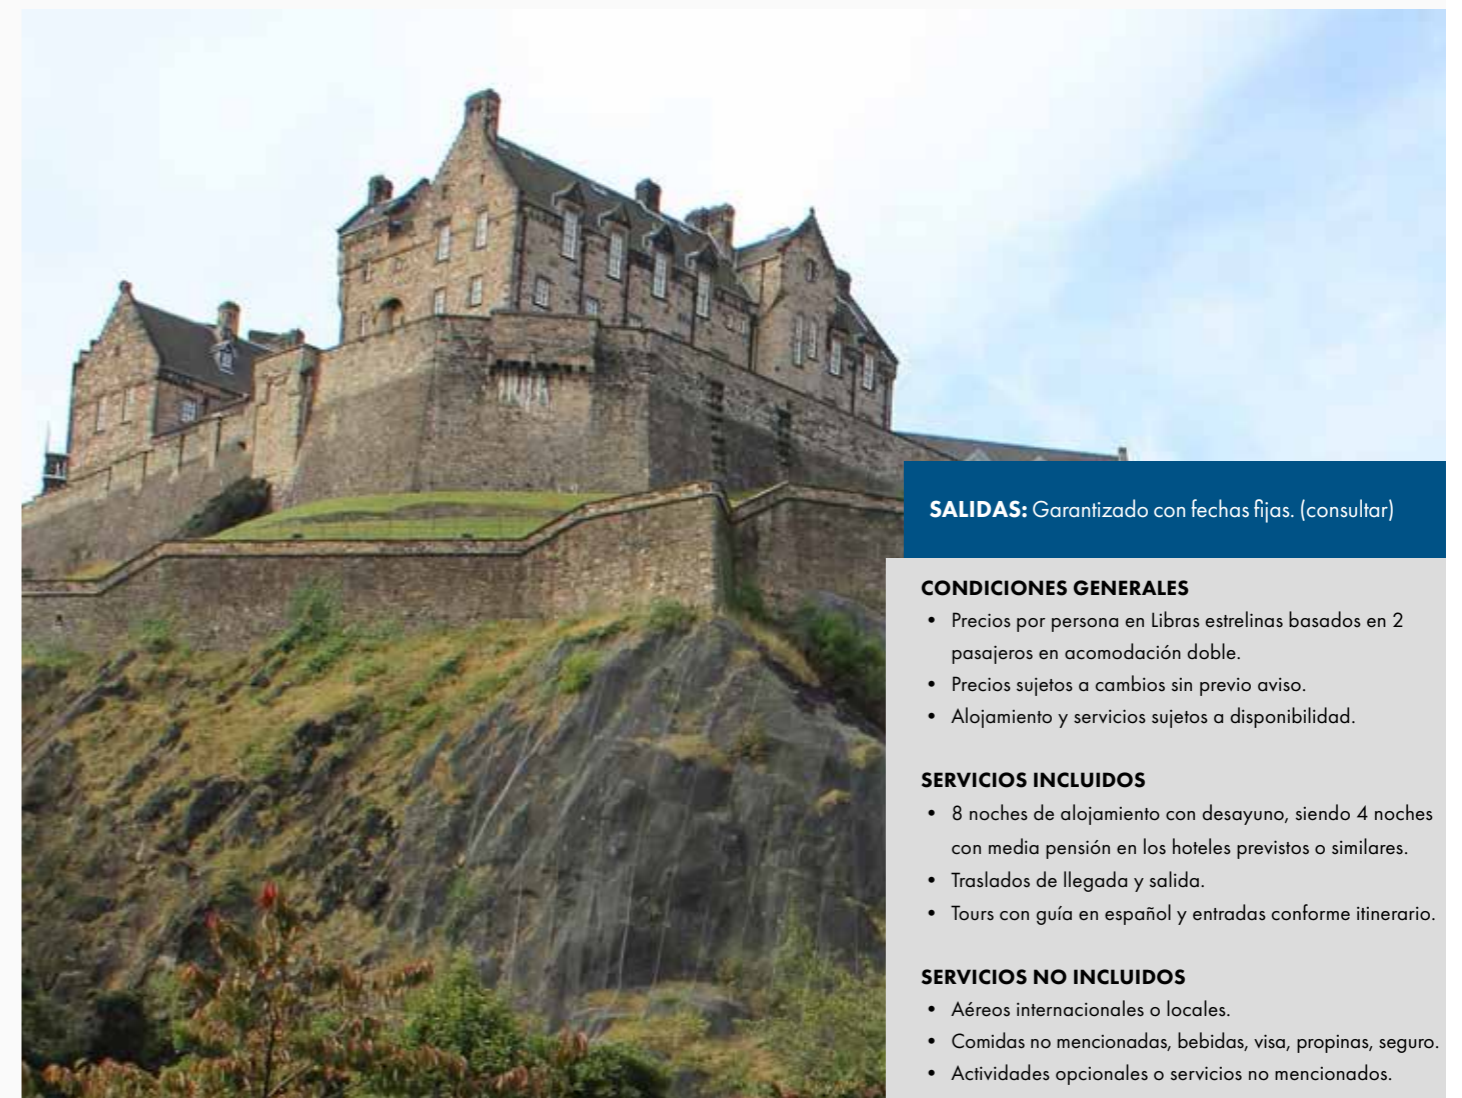 SALIDAS: Garantizado con fechas fijas. (consultar)
CONDICIONES GENERALES
• Precios por persona en Libras estrelinas basados en 2
pasajeros en acomodación doble.
• Precios sujetos a cambios sin previo aviso.
• Alojamiento y servicios sujetos a disponibilidad.
SERVICIOS INCLUIDOS
• 8 noches de alojamiento con desayuno, siendo 4 noches
con media pensión en los hoteles previstos o similares.
• Traslados de llegada y salida.
• Tours con guía en español y entradas conforme itinerario.
SERVICIOS NO INCLUIDOS
• Aéreos internacionales o locales.
• Comidas no mencionadas, bebidas, visa, propinas, seguro.
• Actividades opcionales o servicios no mencionados.